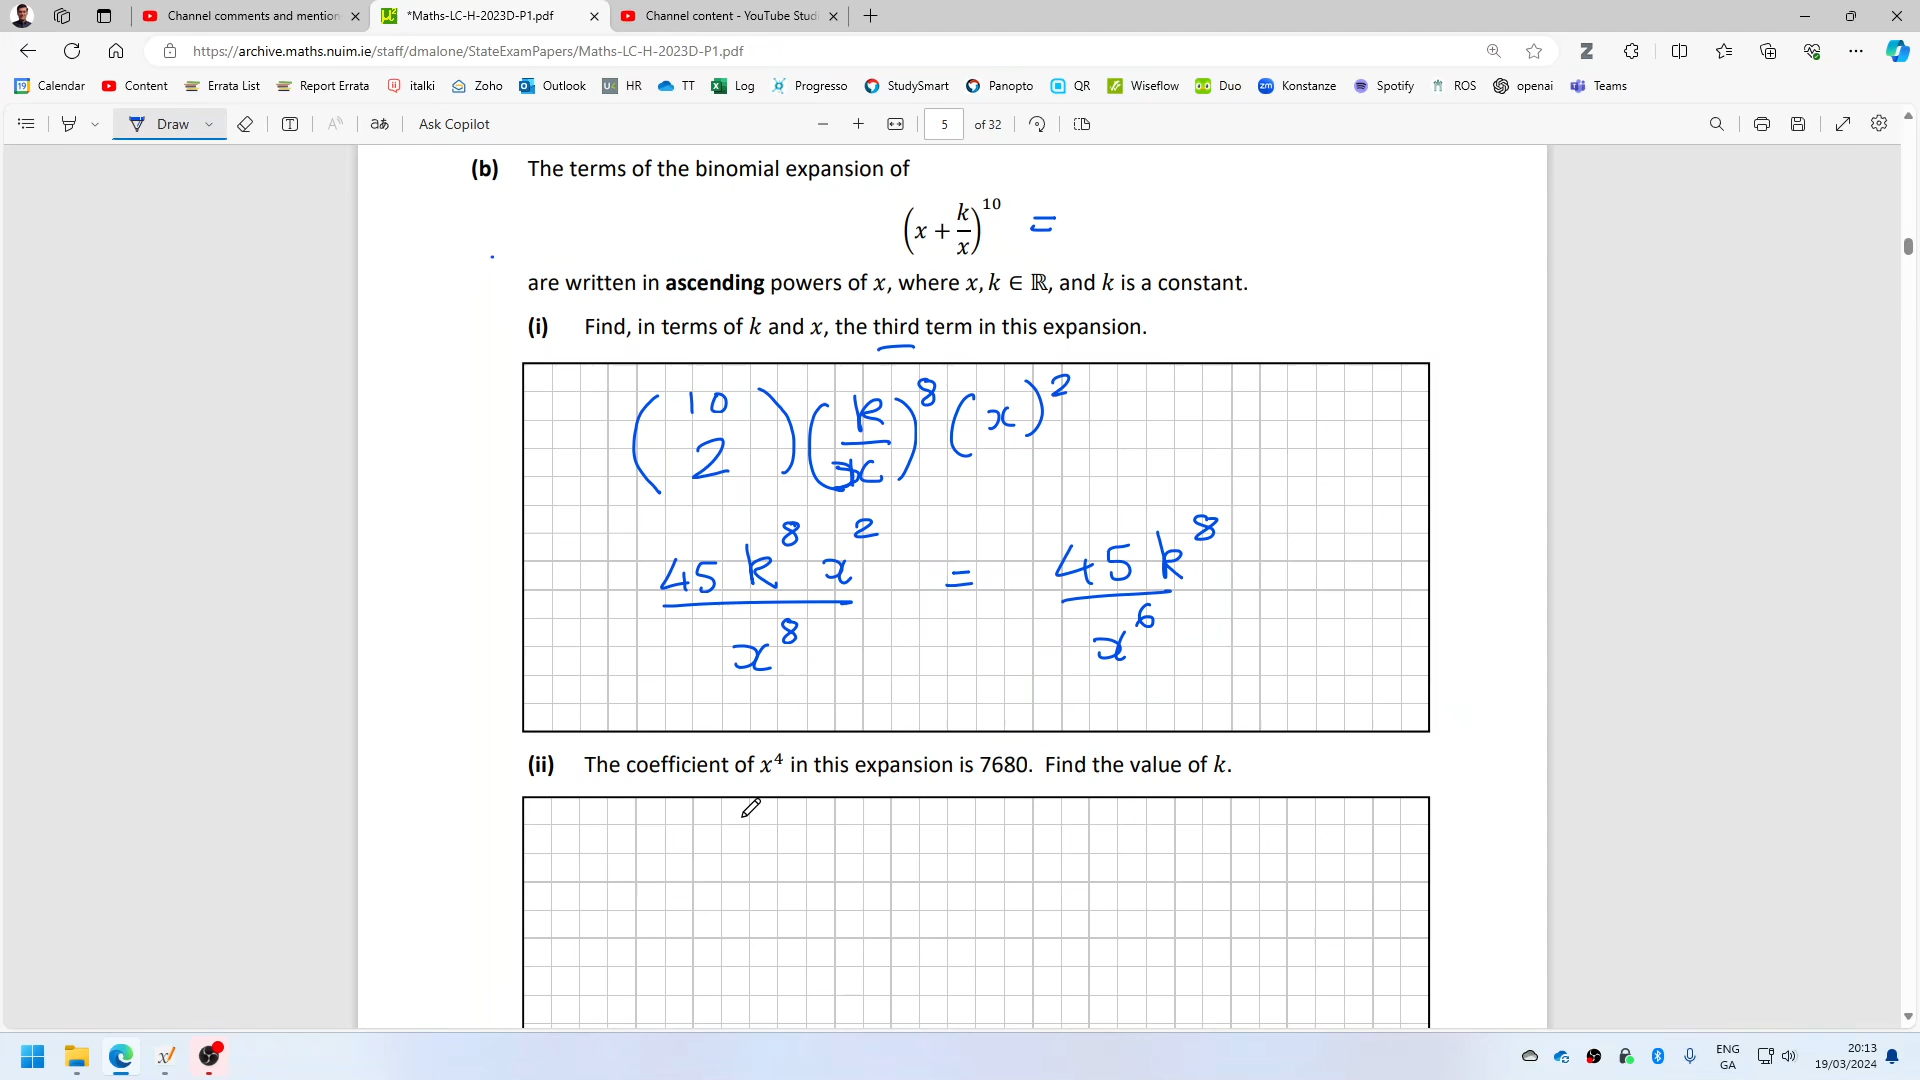 Channel comments and mention
*Maths-LC-H-2023D-P1.pdf
Channel content - YouTube Studi
https://archive.maths.nuim.ie/staff/dmalone/StateExamPapers/Maths-LC-H-2023D-P1.pdf
Calendar Content Errata List Report Errata italki Zoho Outlook HR TT Log Progresso StudySmart Panopto QR Wiseflow Duo Konstanze Spotify ROS openai Teams
Draw Ask Copilot 5 of 32
(b) The terms of the binomial expansion of
(x + k/x)^10 =
are written in ascending powers of x, where x, k ∈ ℝ, and k is a constant.
(i) Find, in terms of k and x, the third term in this expansion.
(10 2) (k/x)^8 (x)^2
45 k^8 x^2 / x^8 = 45 k^8 / x^6
(ii) The coefficient of x^4 in this expansion is 7680. Find the value of k.
ENG
GA
20:13
19/03/2024